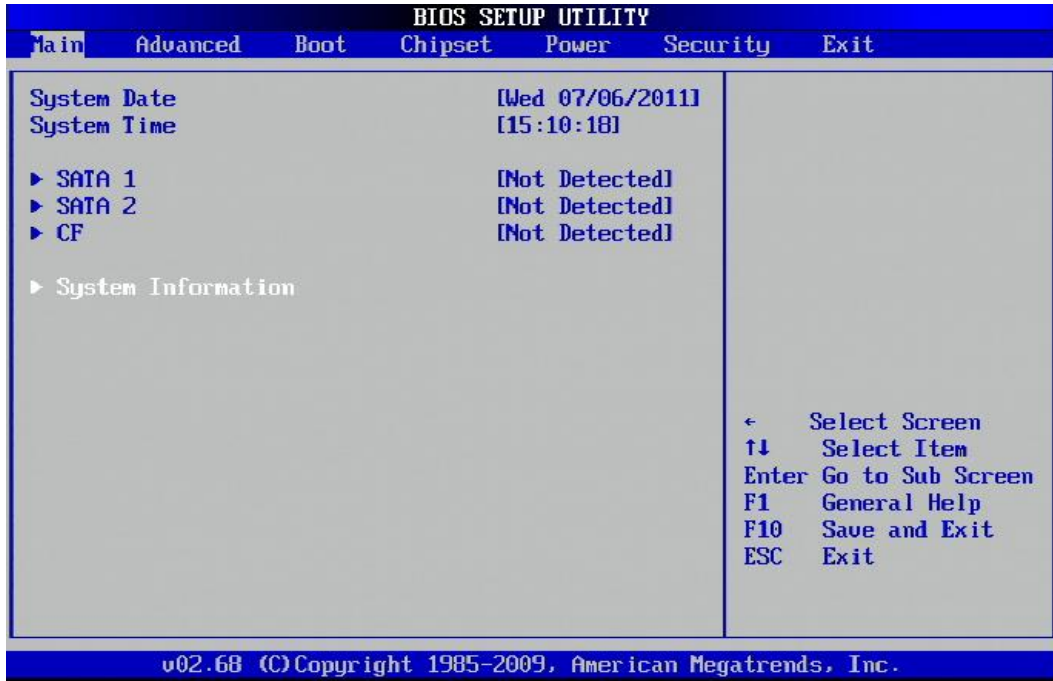 BIOS SETUP UTILITY
Main Advanced Boot Chipset Power Security Exit
System Date [Wed 07/06/2011]
System Time [15:10:18]
▶ SATA 1 [Not Detected]
▶ SATA 2 [Not Detected]
▶ CF [Not Detected]
▶ System Information
← Select Screen
↑↓ Select Item
Enter Go to Sub Screen
F1 General Help
F10 Save and Exit
ESC Exit
v02.68 (C)Copyright 1985-2009, American Megatrends, Inc.